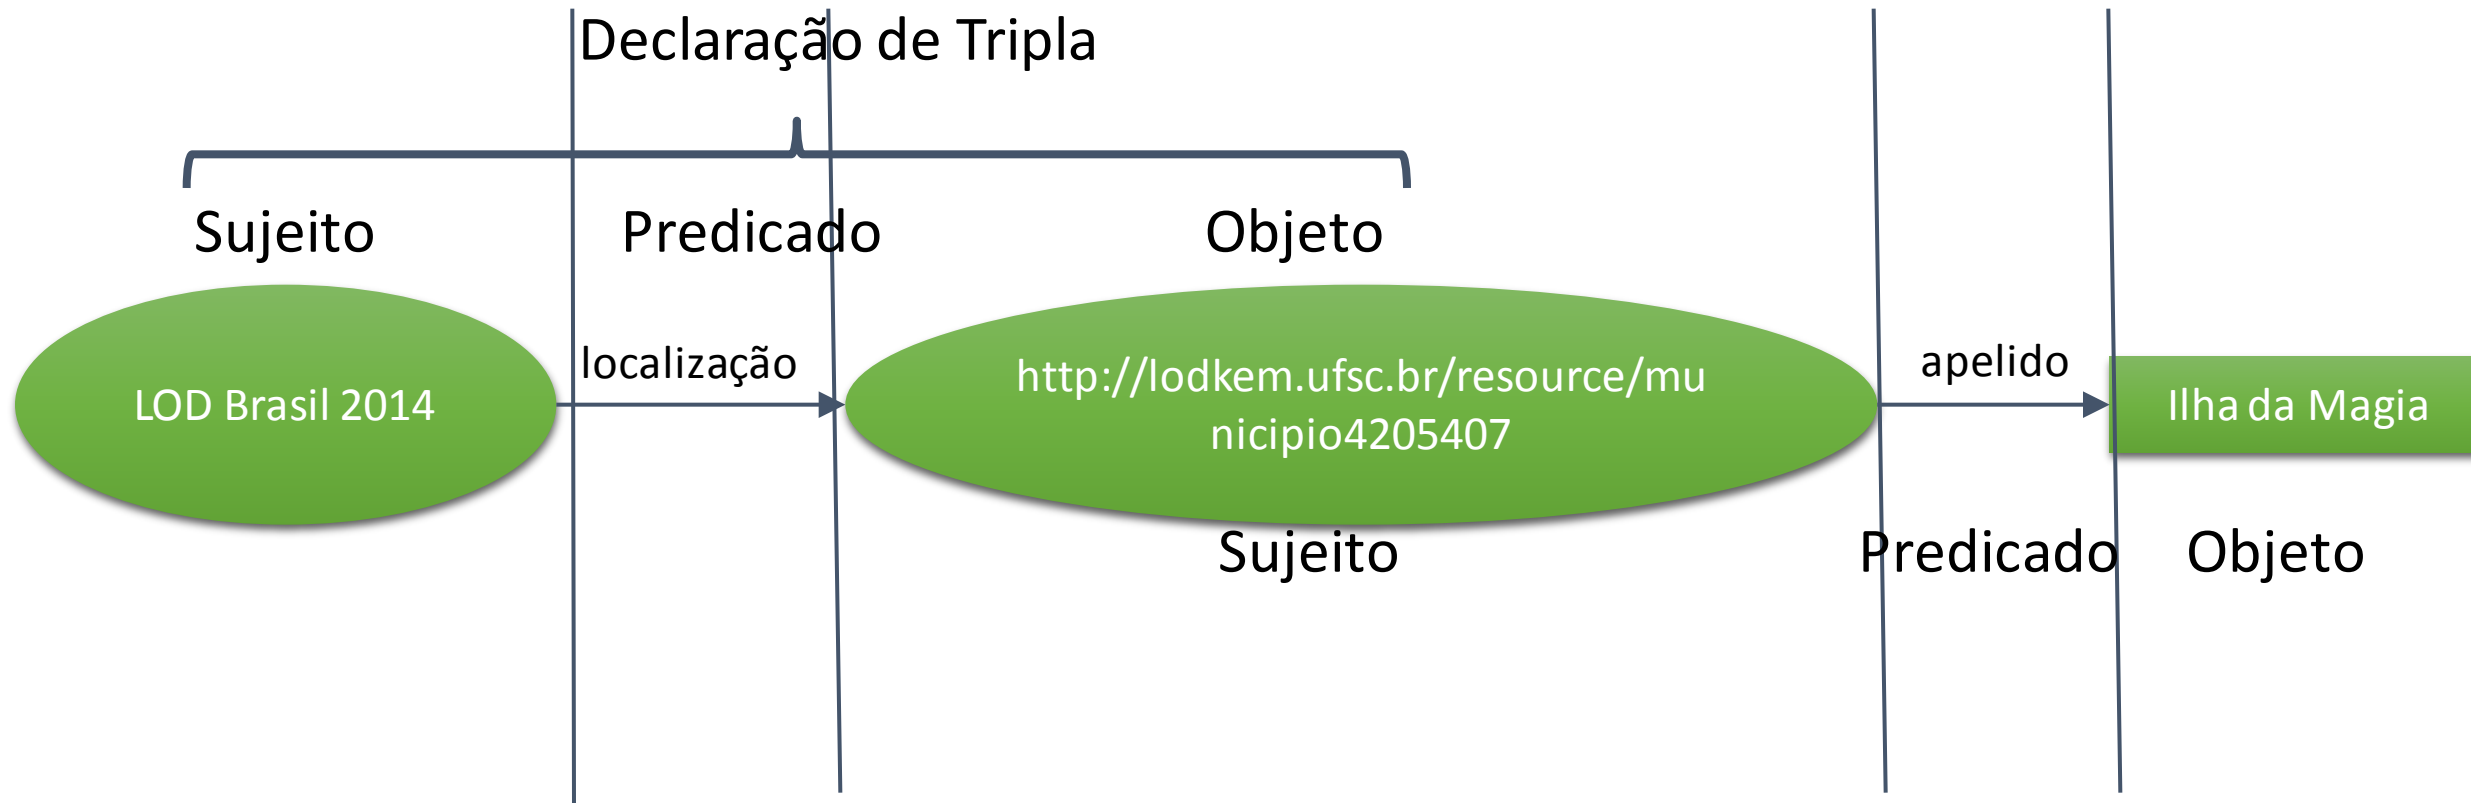 Declaração de Tripla
Sujeito
Predicado
Objeto
LOD Brasil 2014
localização
http://lodkem.ufsc.br/resource/mu
nicipio4205407
apelido
Ilha da Magia
Sujeito
Predicado
Objeto